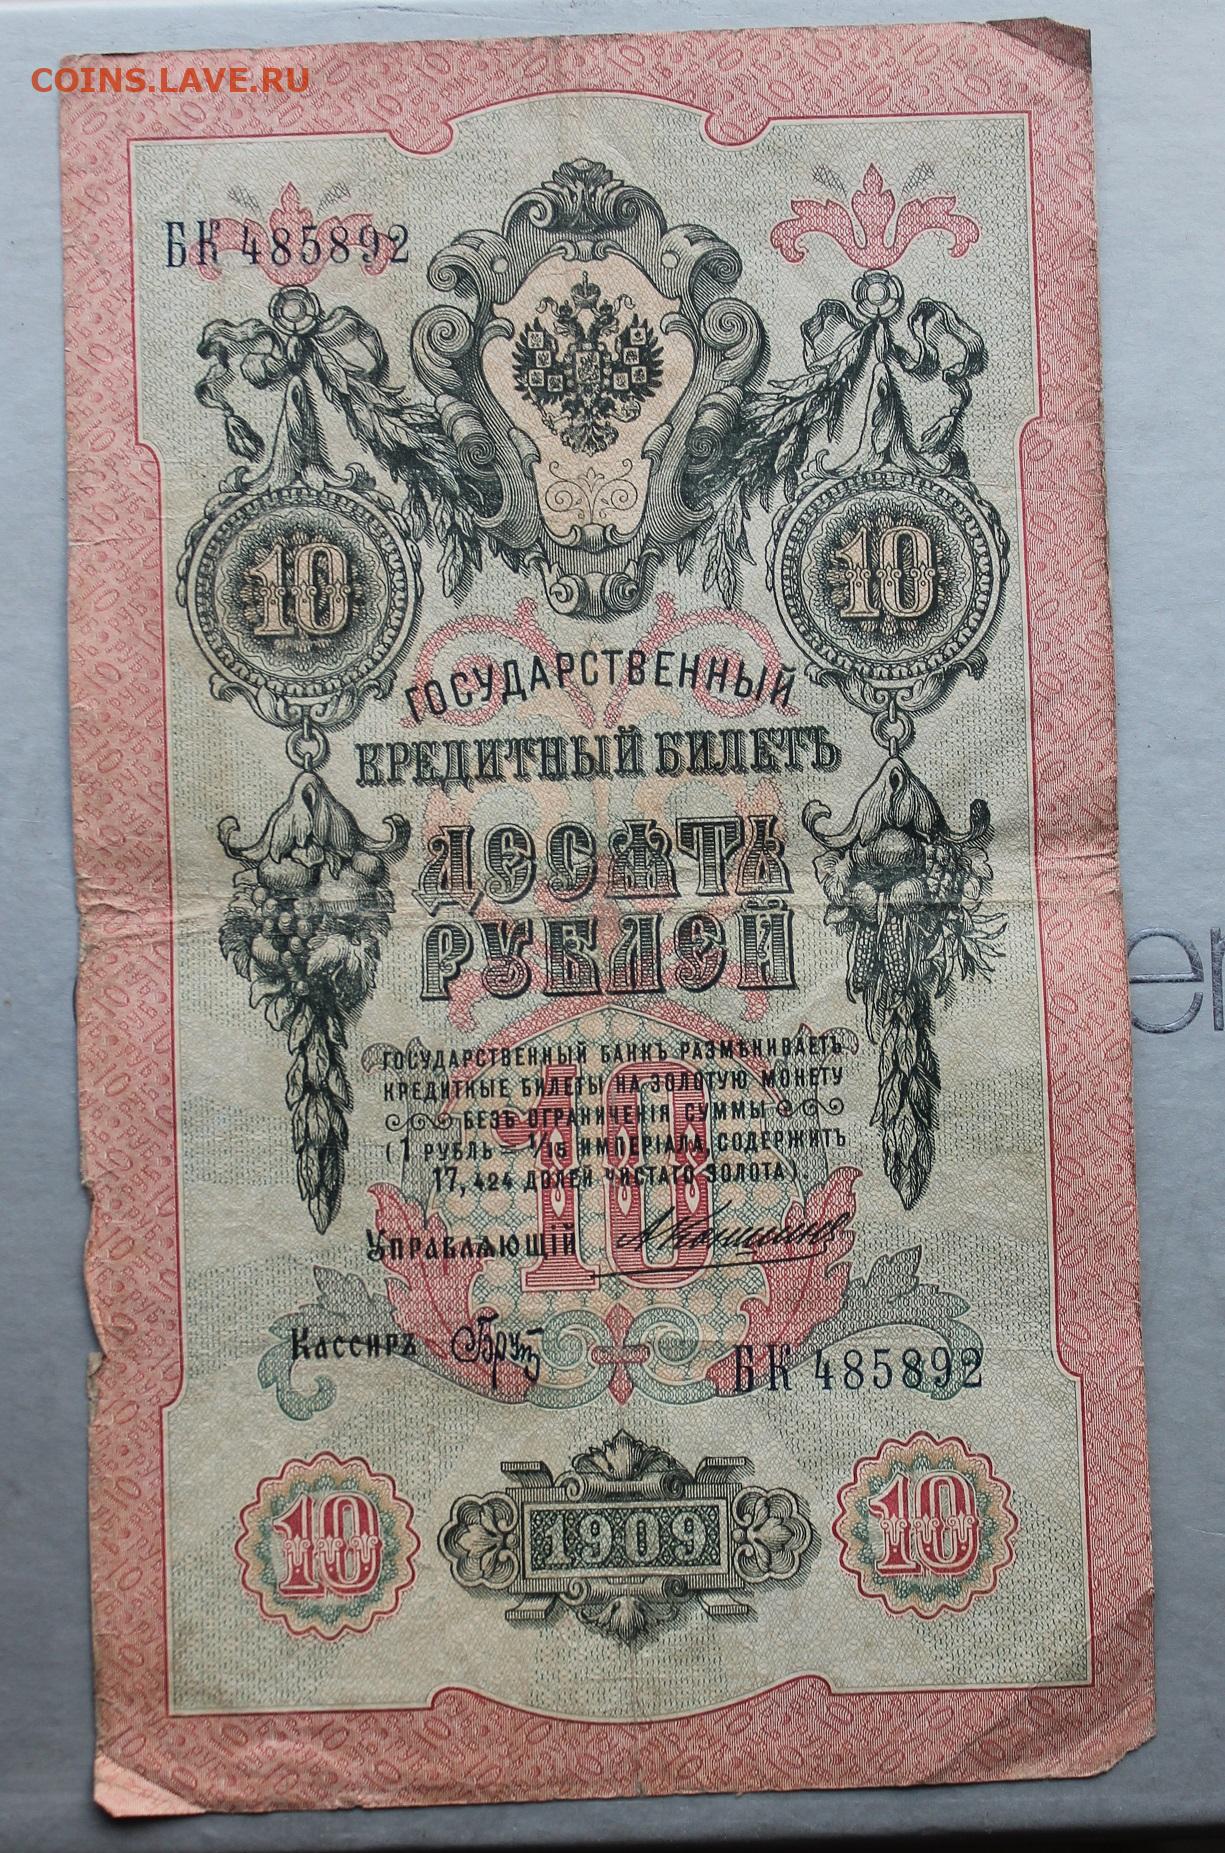 COINS.LAVE.RU
БК 485892
10 10
ГОСУДАРСТВЕННЫЙ
КРЕДИТНЫЙ БИЛЕТЪ
ДЕСЯТЬ
РУБЛЕЙ
ГОСУДАРСТВЕННЫЙ БАНКЪ РАЗМѢНИВАЕТЪ
КРЕДИТНЫЕ БИЛЕТЫ НА ЗОЛОТУЮ МОНЕТУ
БЕЗЪ ОГРАНИЧЕНІЯ СУММЫ
(1 РУБЛЬ = 1/15 ИМПЕРІАЛА, СОДЕРЖИТЪ
17,424 ДОЛЕЙ ЧИСТАГО ЗОЛОТА).
10
УПРАВЛЯЮЩІЙ
КАССИРЪ
БК 485892
10 1909 10
er